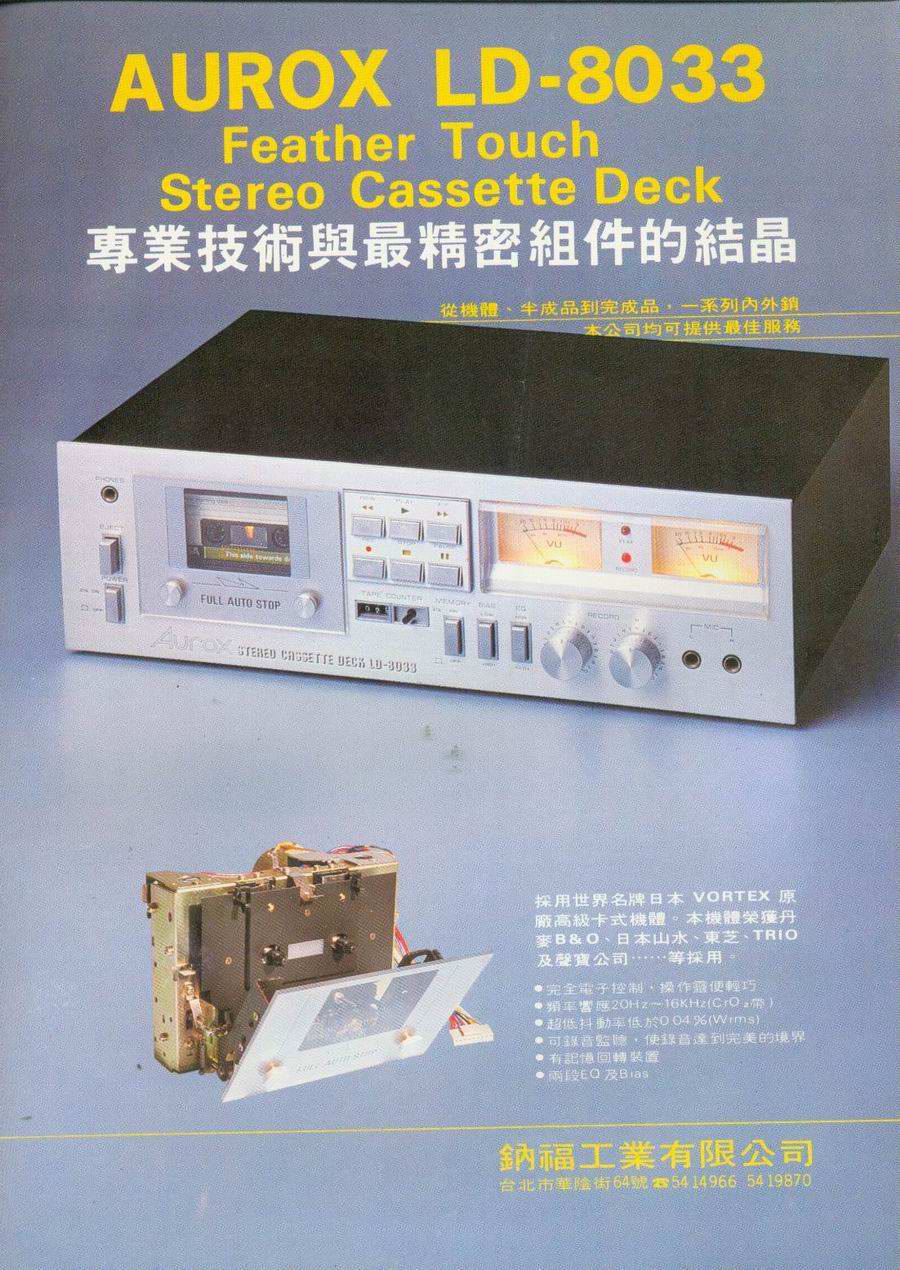 AUROX LD-8033
Feather Touch
Stereo Cassette Deck
專業技術與最精密組件的結晶
從機體、半成品到完成品，一系列內外銷
本公司均可提供最佳服務
PHONES
EJECT
POWER
This side towards
FULL AUTO STOP
PLAY
TAPE COUNTER
MEMORY
BIAS
EQ
VU
VU
PEAK
RECORD
RECORD
MIC
AUROX STEREO CASSETTE DECK LD-8033
FULL AUTO STOP
採用世界名牌日本 VORTEX 原
廠高級卡式機體。本機體榮獲丹
麥B&O、日本山水、東芝、TRIO
及聲寶公司⋯⋯等採用。
●完全電子控制，操作靈便輕巧
●頻率響應20Hz～16KHz(CrO₂帶)
●超低抖動率低於0.04%(Wrms)
●可錄音監聽，使錄音達到完美的境界
●有記憶回轉裝置
●兩段EQ及Bias
鈉福工業有限公司
台北市華陰街64號☎5414966 5419870